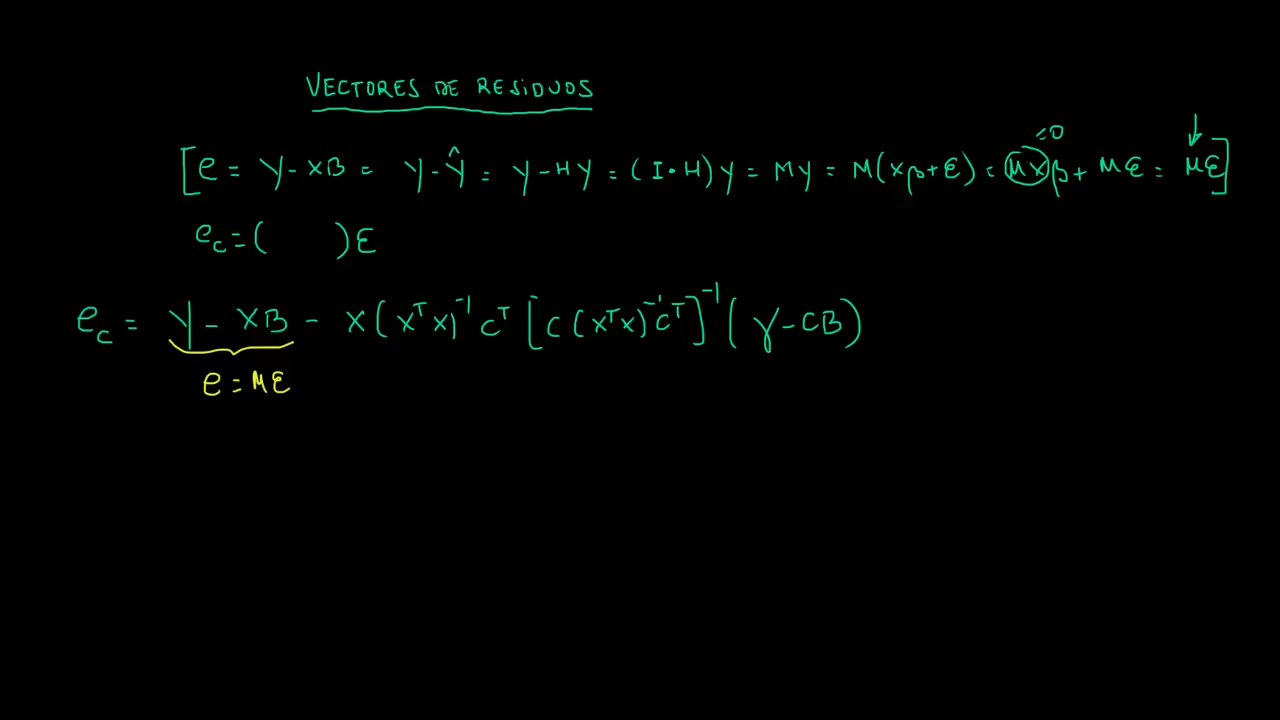 VECTORES DE RESIDUOS
[e = Y - XB = Y - Ŷ = Y - HY = (I - H)Y = MY = M(Xβ + ε) = MXβ + Mε = Mε]
=0
e_c = (      )ε
e_c = Y - XB - X(XᵀX)⁻¹Cᵀ[C(XᵀX)⁻¹Cᵀ]⁻¹(γ - CB)
e = Mε